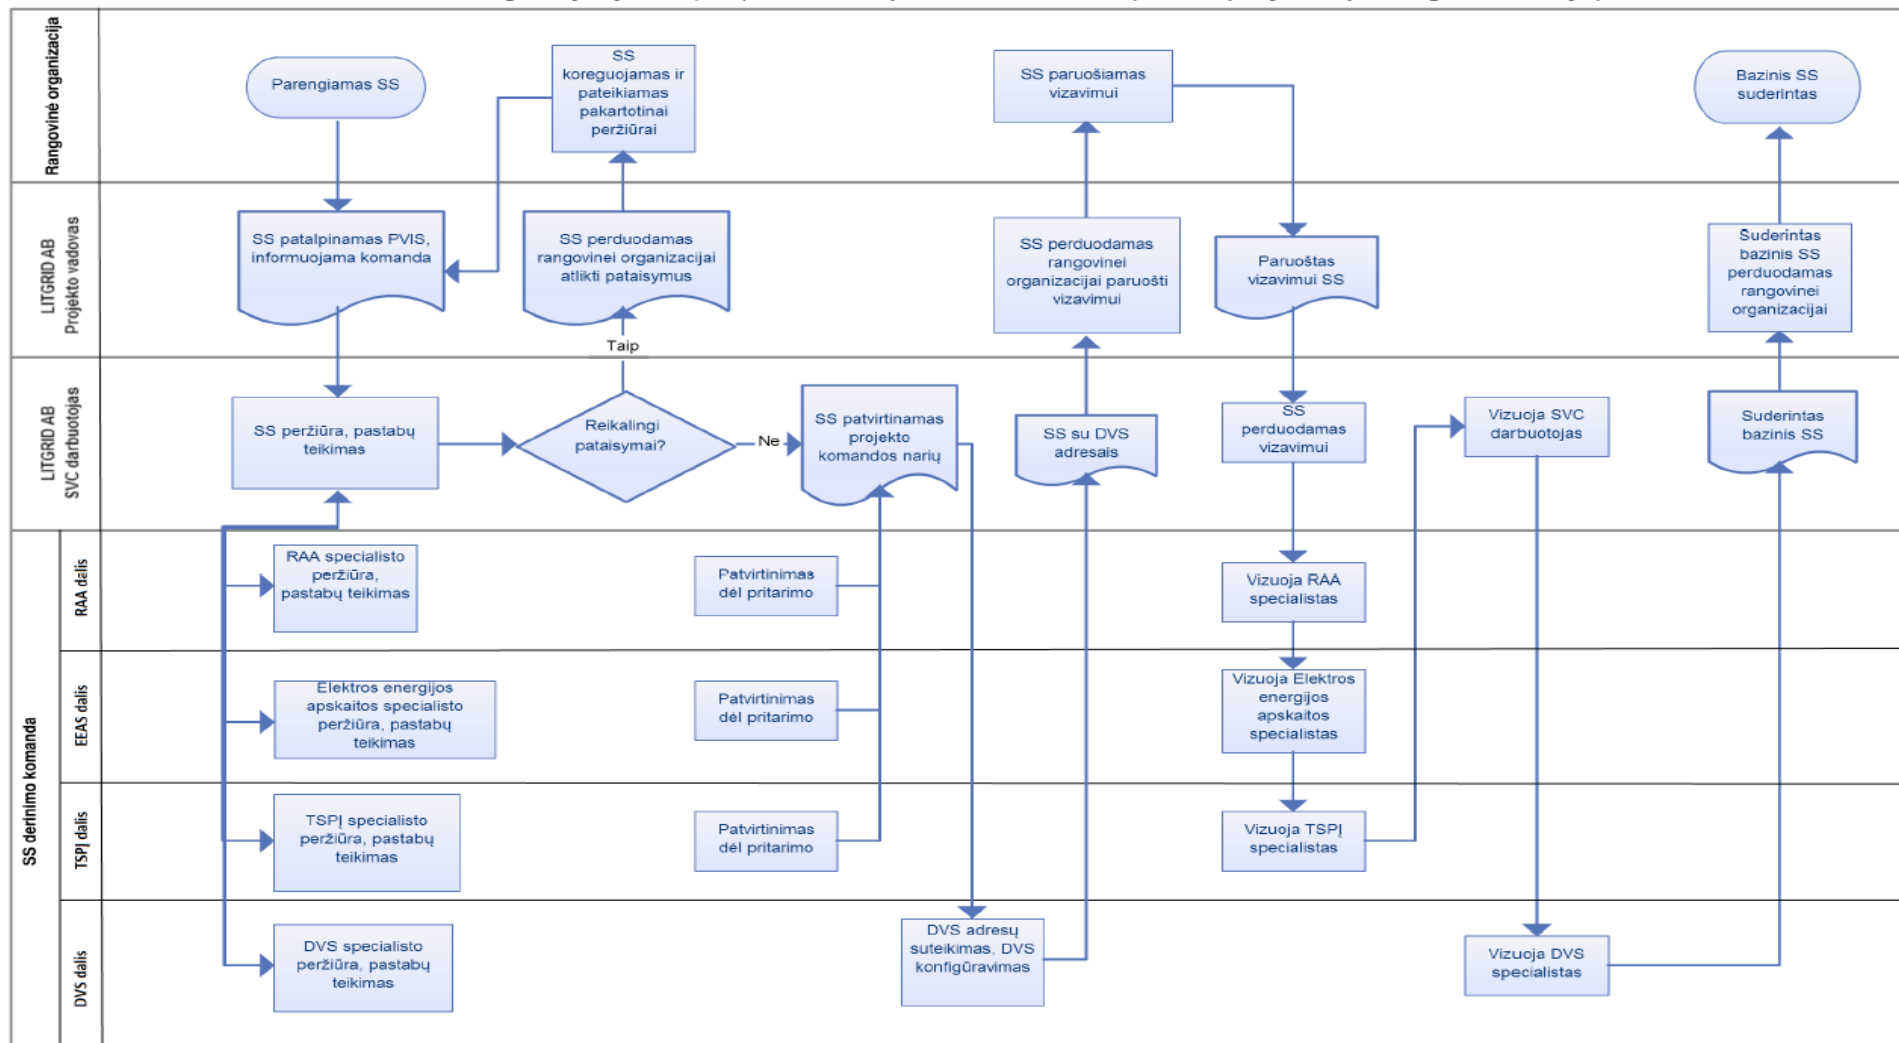 Rangovinė organizacija
Parengiamas SS
SS
koreguojamas ir
pateikiamas
pakartotinai
peržiūrai
SS paruošiamas
vizavimui
Bazinis SS
suderintas
LITGRID AB
Projekto vadovas
SS patalpinamas PVIS,
informuojama komanda
SS perduodamas
rangovinei organizacijai
atlikti pataisymus
SS perduodamas
rangovinei
organizacijai paruošti
vizavimui
Paruoštas
vizavimui SS
Suderintas
bazinis SS
perduodamas
rangovinei
organizacijai
Taip
LITGRID AB
SVC darbuotojas
SS peržiūra, pastabų
teikimas
Reikalingi
pataisymai?
Ne
SS patvirtinamas
projekto
komandos narių
SS su DVS
adresais
SS
perduodamas
vizavimui
Vizuoja SVC
darbuotojas
Suderintas
bazinis SS
SS derinimo komanda
RAA dalis
RAA specialisto
peržiūra,
pastabų teikimas
Patvirtinimas
dėl pritarimo
Vizuoja RAA
specialistas
EEAS dalis
Elektros energijos
apskaitos specialisto
peržiūra, pastabų
teikimas
Patvirtinimas
dėl pritarimo
Vizuoja Elektros
energijos
apskaitos
specialistas
TSPĮ dalis
TSPĮ specialisto
peržiūra, pastabų
teikimas
Patvirtinimas
dėl pritarimo
Vizuoja TSPĮ
specialistas
DVS dalis
DVS specialisto
peržiūra, pastabų
teikimas
DVS adresų
suteikimas, DVS
konfigūravimas
Vizuoja DVS
specialistas